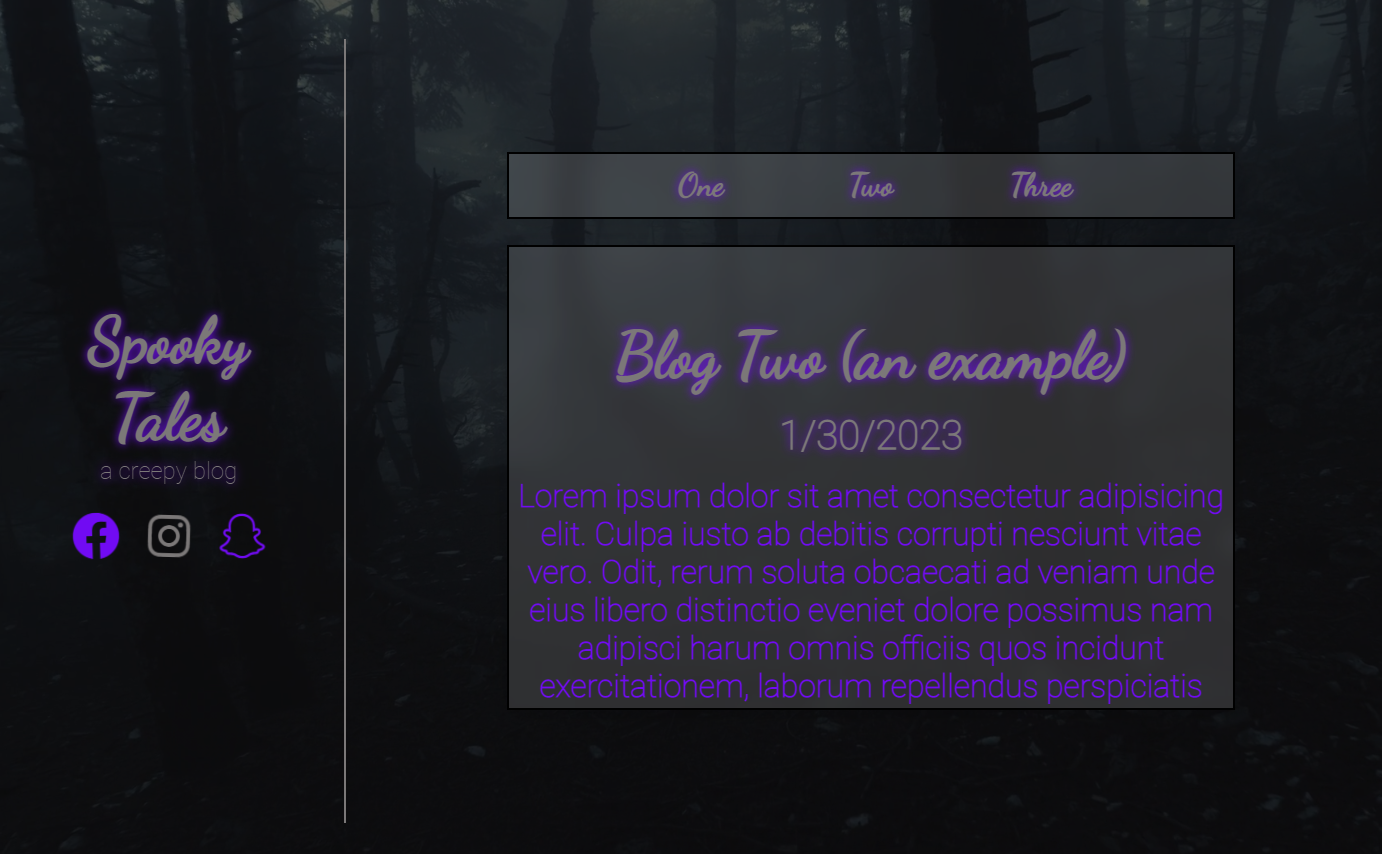 Spooky
Tales
a creepy blog
One Two Three
Blog Two (an example)
1/30/2023
Lorem ipsum dolor sit amet consectetur adipisicing
elit. Culpa iusto ab debitis corrupti nesciunt vitae
vero. Odit, rerum soluta obcaecati ad veniam unde
eius libero distinctio eveniet dolore possimus nam
adipisci harum omnis officiis quos incidunt
exercitationem, laborum repellendus perspiciatis